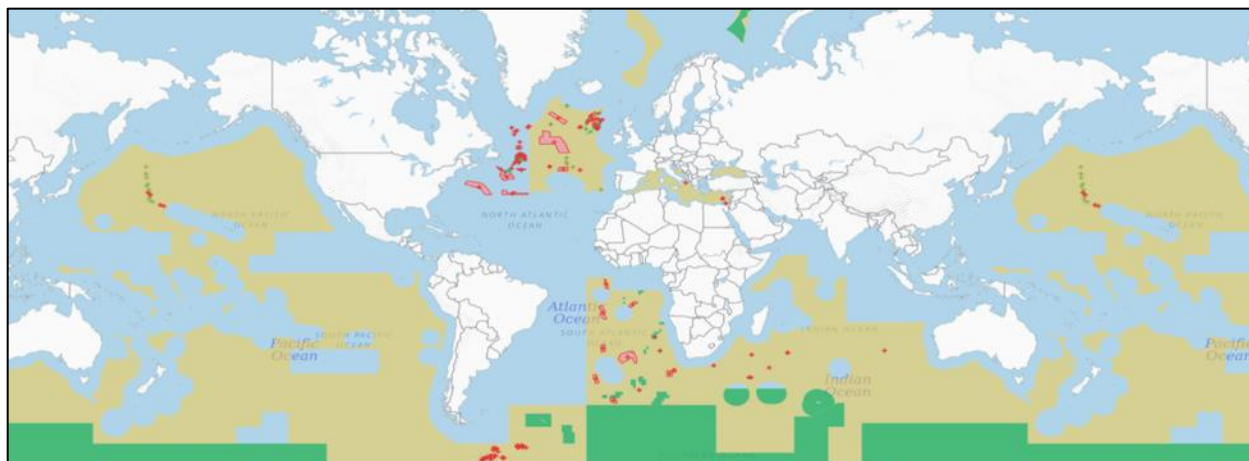 NORTH PACIFIC
OCEAN
NORTH ATLANTIC
OCEAN
NORTH PACIFIC
OCEAN
Atlantic
Ocean
SOUTH ATLANTIC
OCEAN
SOUTH PACIFIC
OCEAN
Pacific
Ocean
INDIAN OCEAN
Indian
Ocean
Pacific
Ocean